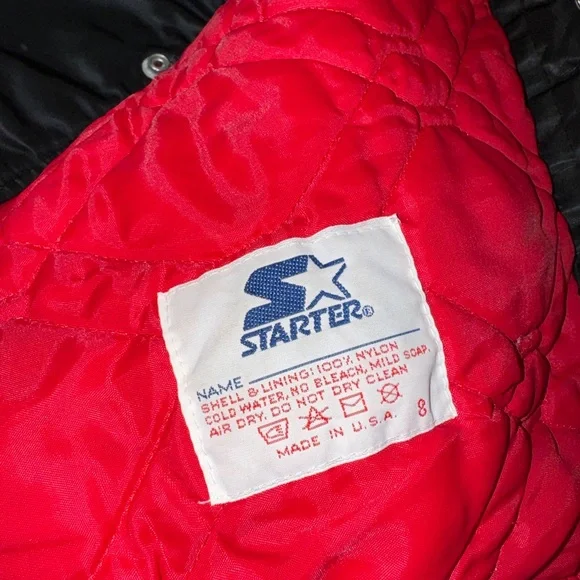 STARTER®
NAME
SHELL & LINING: 100% NYLON
COLD WATER, NO BLEACH, MILD SOAP.
AIR DRY. DO NOT DRY CLEAN
MADE IN U.S.A. 8